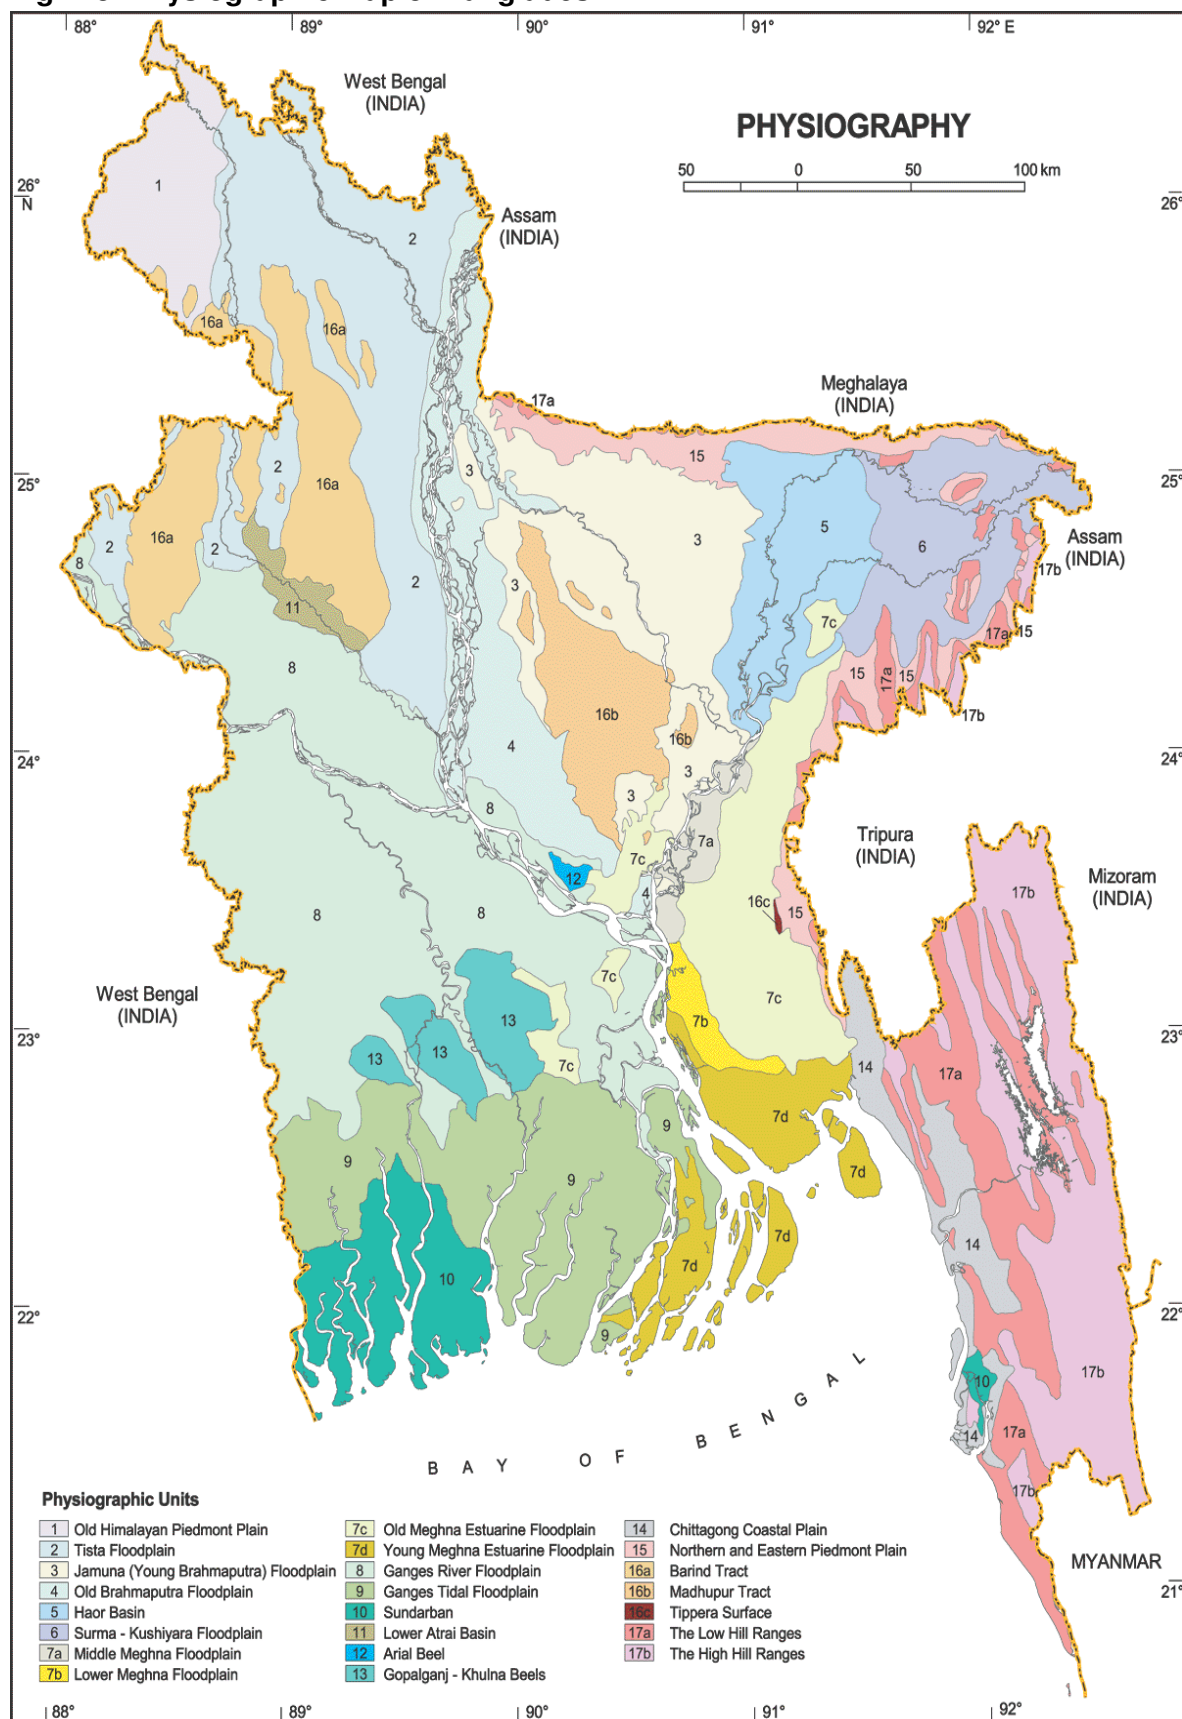 88°
89°
90°
91°
92° E
West Bengal
(INDIA)
PHYSIOGRAPHY
50 0 50 100 km
26°
N
1
2
Assam
(INDIA)
26°
16a
16a
Meghalaya
(INDIA)
17a
25°
2
16a
3
15
25°
16a
2
2
8
11
2
3
3
5
6
Assam
(INDIA)
17b
7c
17a
15
15
17a
15
17b
8
16b
16b
4
3
24°
24°
3
8
7a
Tripura
(INDIA)
Mizoram
(INDIA)
7c
12
4
17b
16c
15
8
8
7c
7c
West Bengal
(INDIA)
13
7b
23°
23°
13
13
7c
14
17a
7d
9
9
9
7d
7d
14
10
7d
22°
22°
9
10
17b
14
17a
17b
BAY OF BENGAL
MYANMAR
21°
Physiographic Units
1 Old Himalayan Piedmont Plain
2 Tista Floodplain
3 Jamuna (Young Brahmaputra) Floodplain
4 Old Brahmaputra Floodplain
5 Haor Basin
6 Surma - Kushiyara Floodplain
7a Middle Meghna Floodplain
7b Lower Meghna Floodplain
7c Old Meghna Estuarine Floodplain
7d Young Meghna Estuarine Floodplain
8 Ganges River Floodplain
9 Ganges Tidal Floodplain
10 Sundarban
11 Lower Atrai Basin
12 Arial Beel
13 Gopalganj - Khulna Beels
14 Chittagong Coastal Plain
15 Northern and Eastern Piedmont Plain
16a Barind Tract
16b Madhupur Tract
16c Tippera Surface
17a The Low Hill Ranges
17b The High Hill Ranges
88°
89°
90°
91°
92°